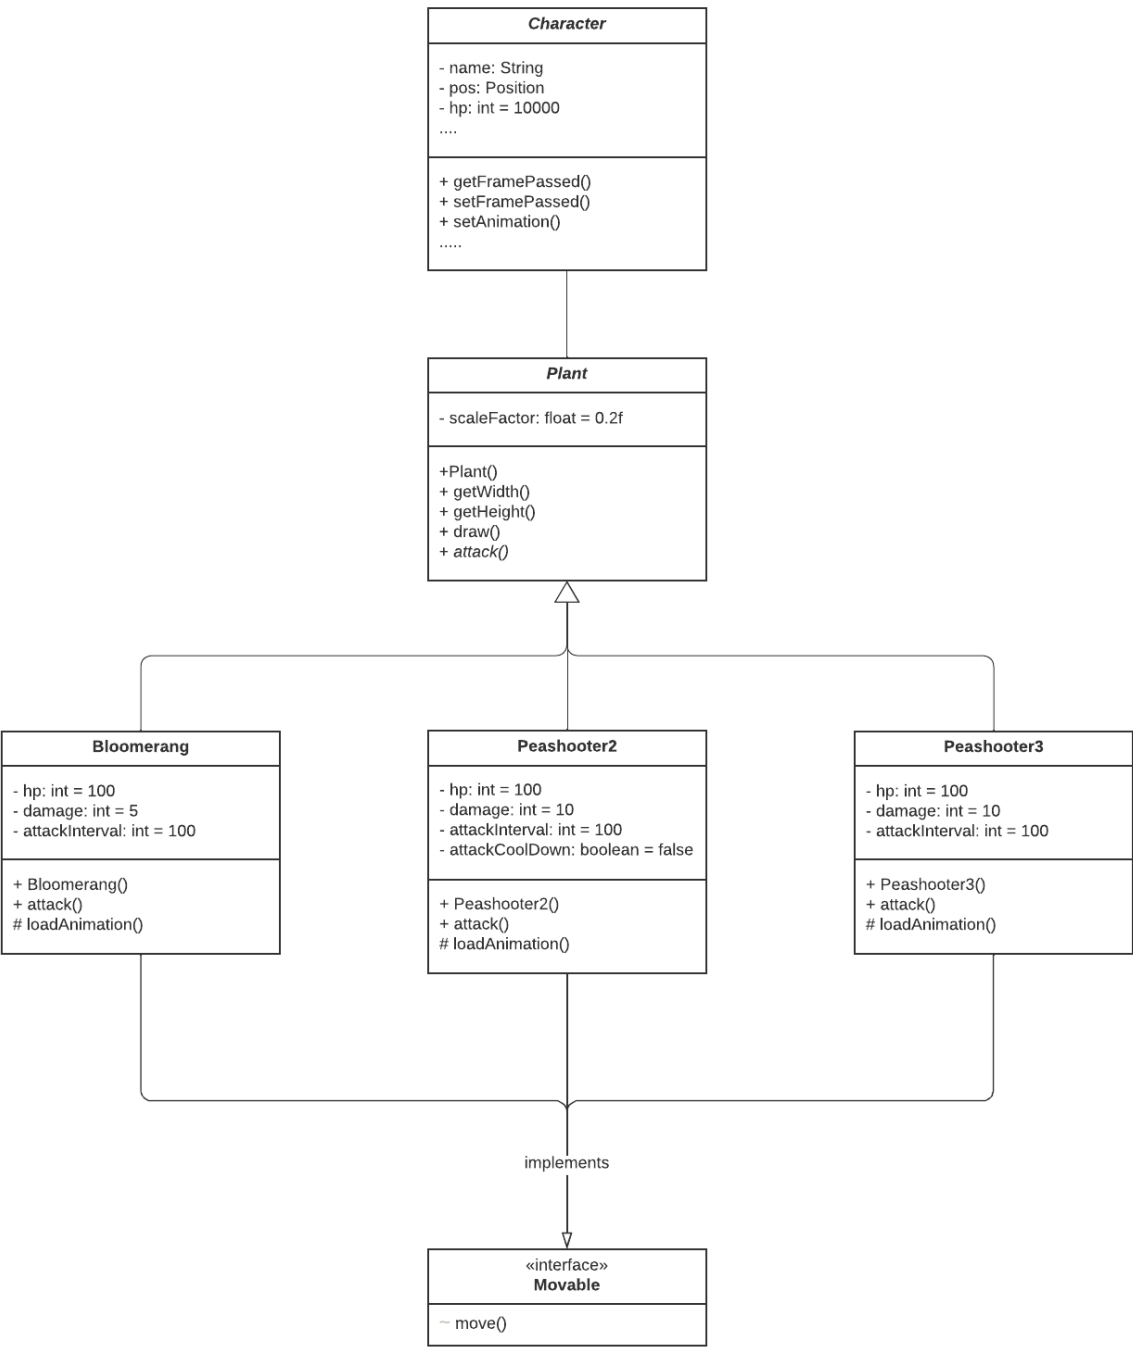 Character
- name: String
- pos: Position
- hp: int = 10000
....
+ getFramePassed()
+ setFramePassed()
+ setAnimation()
.....
Plant
- scaleFactor: float = 0.2f
+Plant()
+ getWidth()
+ getHeight()
+ draw()
+ attack()
Bloomerang
- hp: int = 100
- damage: int = 5
- attackInterval: int = 100
+ Bloomerang()
+ attack()
# loadAnimation()
Peashooter2
- hp: int = 100
- damage: int = 10
- attackInterval: int = 100
- attackCoolDown: boolean = false
+ Peashooter2()
+ attack()
# loadAnimation()
Peashooter3
- hp: int = 100
- damage: int = 10
- attackInterval: int = 100
+ Peashooter3()
+ attack()
# loadAnimation()
implements
«interface»
Movable
~ move()